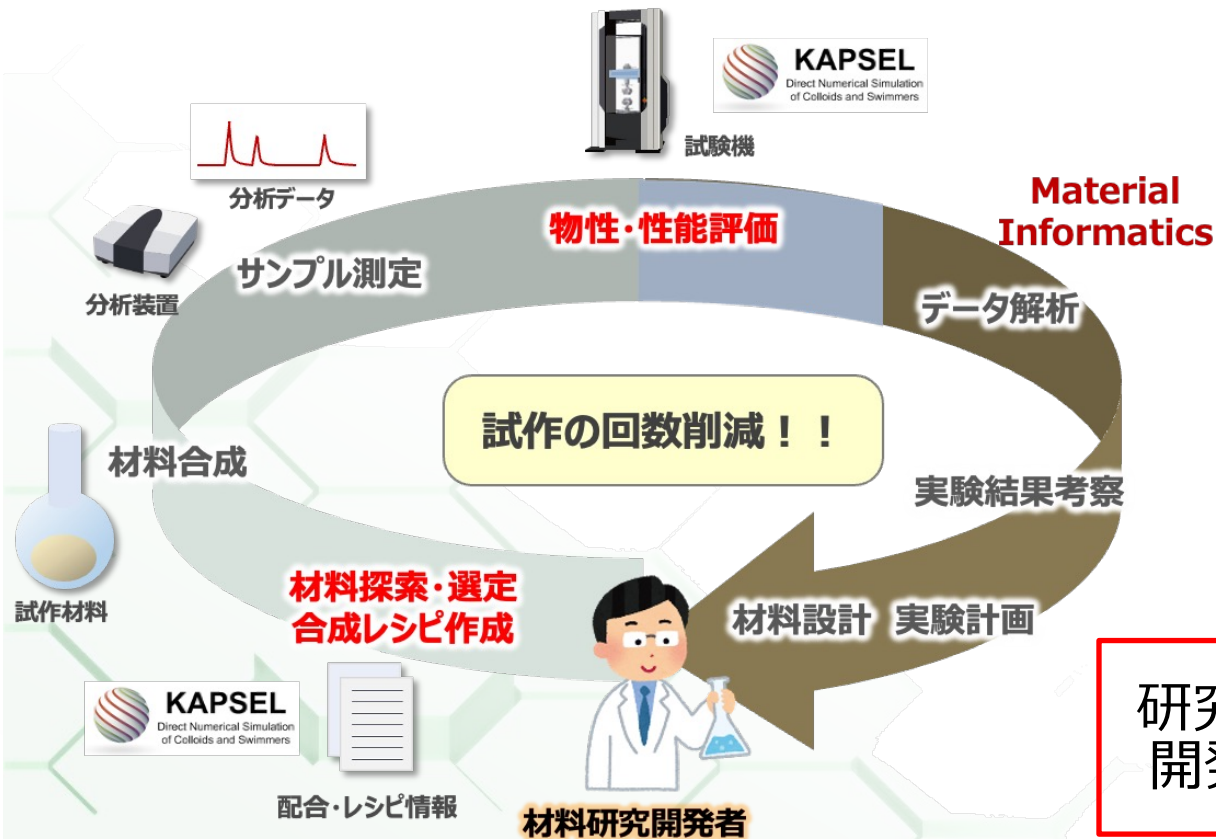 KAPSEL
Direct Numerical Simulation
of Colloids and Swimmers
試験機
分析データ
Material
Informatics
物性・性能評価
サンプル測定
分析装置
データ解析
試作の回数削減！！
材料合成
実験結果考察
材料探索・選定
合成レシピ作成
材料設計 実験計画
試作材料
KAPSEL
Direct Numerical Simulation
of Colloids and Swimmers
研究
開発
配合・レシピ情報
材料研究開発者